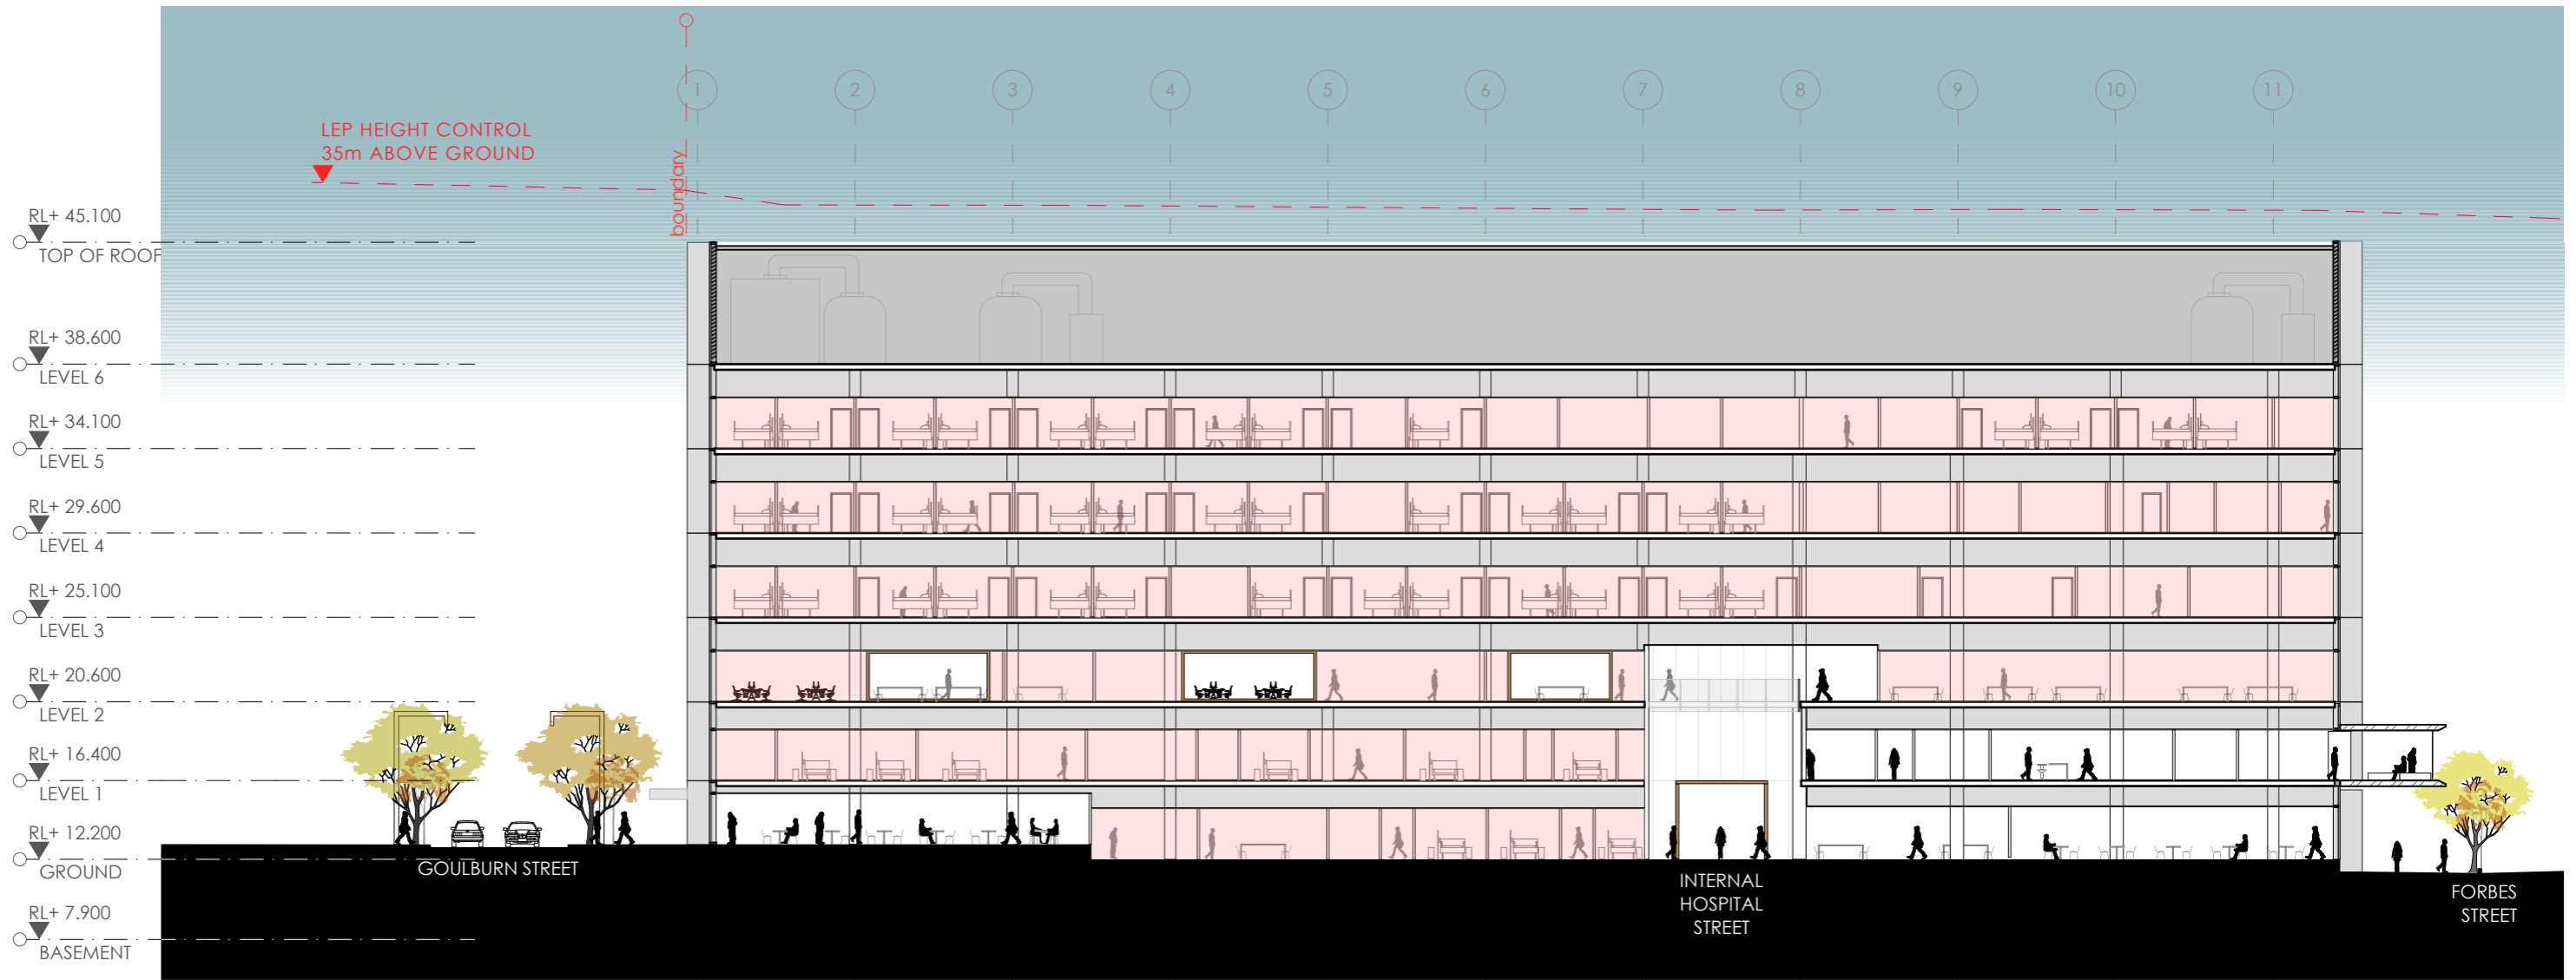 1 2 3 4 5 6 7 8 9 10 11
LEP HEIGHT CONTROL
35m ABOVE GROUND
boundary
RL+ 45.100
TOP OF ROOF
RL+ 38.600
LEVEL 6
RL+ 34.100
LEVEL 5
RL+ 29.600
LEVEL 4
RL+ 25.100
LEVEL 3
RL+ 20.600
LEVEL 2
RL+ 16.400
LEVEL 1
RL+ 12.200
GROUND
RL+ 7.900
BASEMENT
GOULBURN STREET
INTERNAL
HOSPITAL
STREET
FORBES
STREET